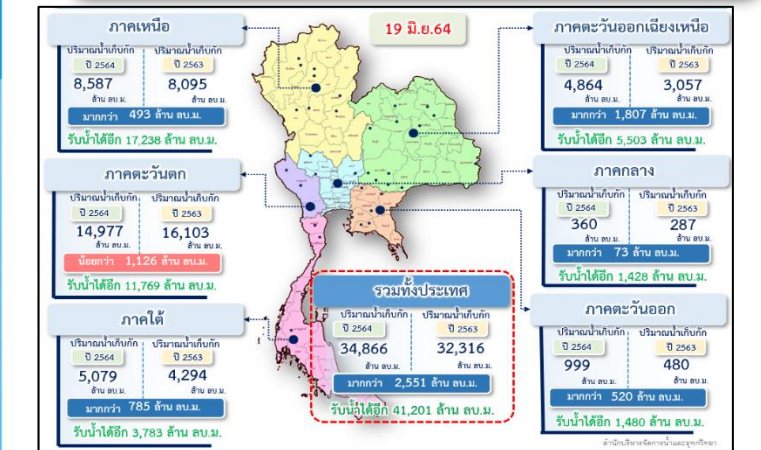 19 มิ.ย.64
ภาคเหนือ
ปริมาณน้ำเก็บกัก ปริมาณน้ำเก็บกัก
ปี 2564 ปี 2563
8,587 8,095
ล้าน ลบ.ม. ล้าน ลบ.ม.
มากกว่า 493 ล้าน ลบ.ม.
รับน้ำได้อีก 17,238 ล้าน ลบ.ม.
ภาคตะวันออกเฉียงเหนือ
ปริมาณน้ำเก็บกัก ปริมาณน้ำเก็บกัก
ปี 2564 ปี 2563
4,864 3,057
ล้าน ลบ.ม. ล้าน ลบ.ม.
มากกว่า 1,807 ล้าน ลบ.ม.
รับน้ำได้อีก 5,503 ล้าน ลบ.ม.
ภาคตะวันตก
ปริมาณน้ำเก็บกัก ปริมาณน้ำเก็บกัก
ปี 2564 ปี 2563
14,977 16,103
ล้าน ลบ.ม. ล้าน ลบ.ม.
น้อยกว่า 1,126 ล้าน ลบ.ม.
รับน้ำได้อีก 11,769 ล้าน ลบ.ม.
ภาคกลาง
ปริมาณน้ำเก็บกัก ปริมาณน้ำเก็บกัก
ปี 2564 ปี 2563
360 287
ล้าน ลบ.ม. ล้าน ลบ.ม.
มากกว่า 73 ล้าน ลบ.ม.
รับน้ำได้อีก 1,428 ล้าน ลบ.ม.
ภาคใต้
ปริมาณน้ำเก็บกัก ปริมาณน้ำเก็บกัก
ปี 2564 ปี 2563
5,079 4,294
ล้าน ลบ.ม. ล้าน ลบ.ม.
มากกว่า 785 ล้าน ลบ.ม.
รับน้ำได้อีก 3,783 ล้าน ลบ.ม.
รวมทั้งประเทศ
ปริมาณน้ำเก็บกัก ปริมาณน้ำเก็บกัก
ปี 2564 ปี 2563
34,866 32,316
ล้าน ลบ.ม. ล้าน ลบ.ม.
มากกว่า 2,551 ล้าน ลบ.ม.
รับน้ำได้อีก 41,201 ล้าน ลบ.ม.
ภาคตะวันออก
ปริมาณน้ำเก็บกัก ปริมาณน้ำเก็บกัก
ปี 2564 ปี 2563
999 480
ล้าน ลบ.ม. ล้าน ลบ.ม.
มากกว่า 520 ล้าน ลบ.ม.
รับน้ำได้อีก 1,480 ล้าน ลบ.ม.
สำนักบริหารจัดการน้ำและอุทกวิทยา